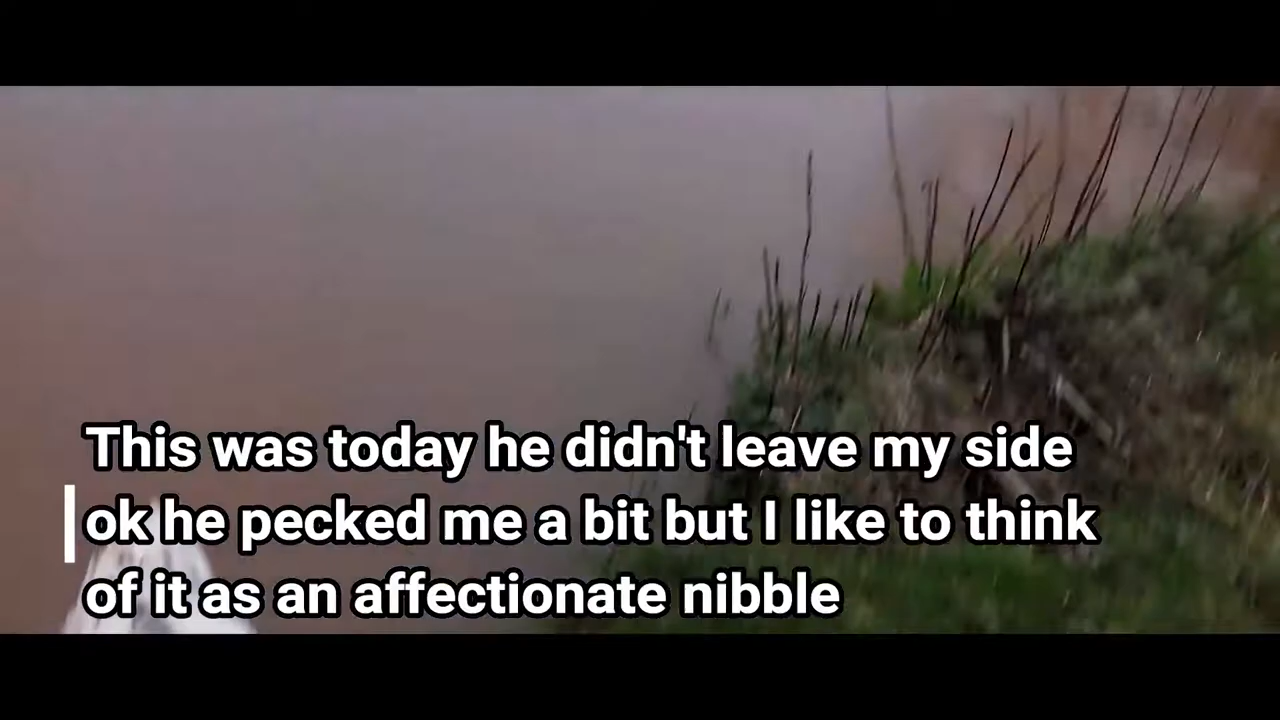 This was today he didn't leave my side
ok he pecked me a bit but I like to think
of it as an affectionate nibble